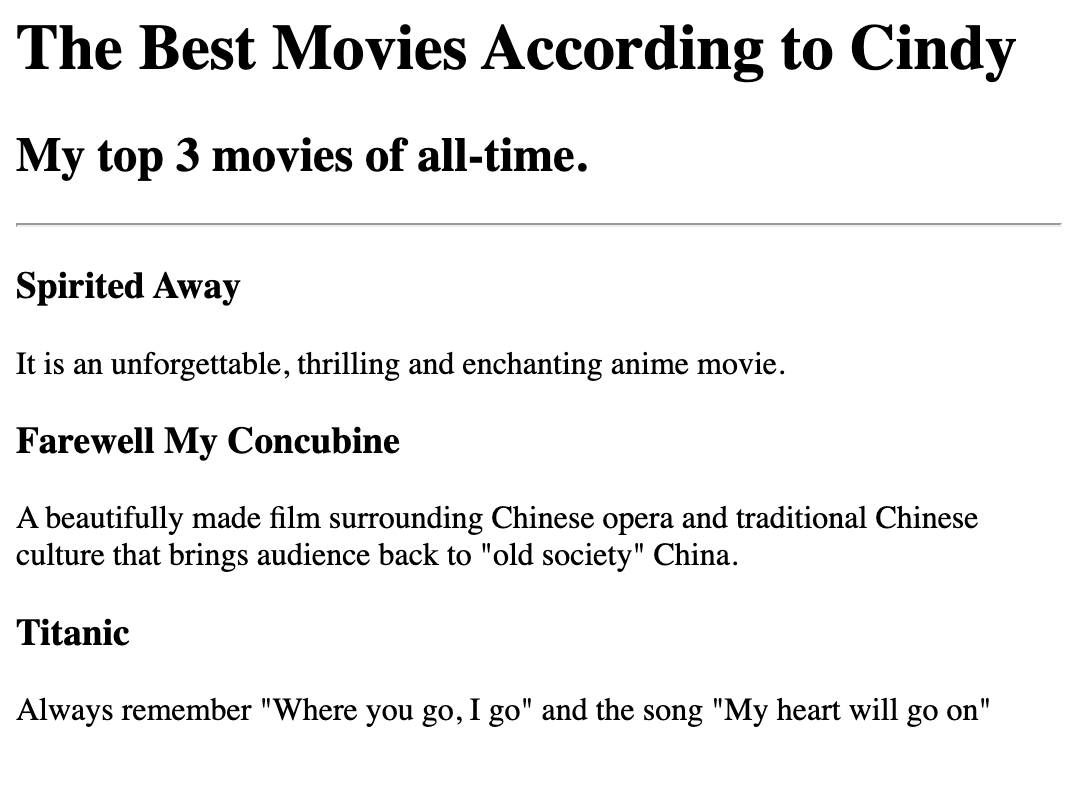 The Best Movies According to Cindy
My top 3 movies of all-time.
Spirited Away
It is an unforgettable, thrilling and enchanting anime movie.
Farewell My Concubine
A beautifully made film surrounding Chinese opera and traditional Chinese
culture that brings audience back to "old society" China.
Titanic
Always remember "Where you go, I go" and the song "My heart will go on"